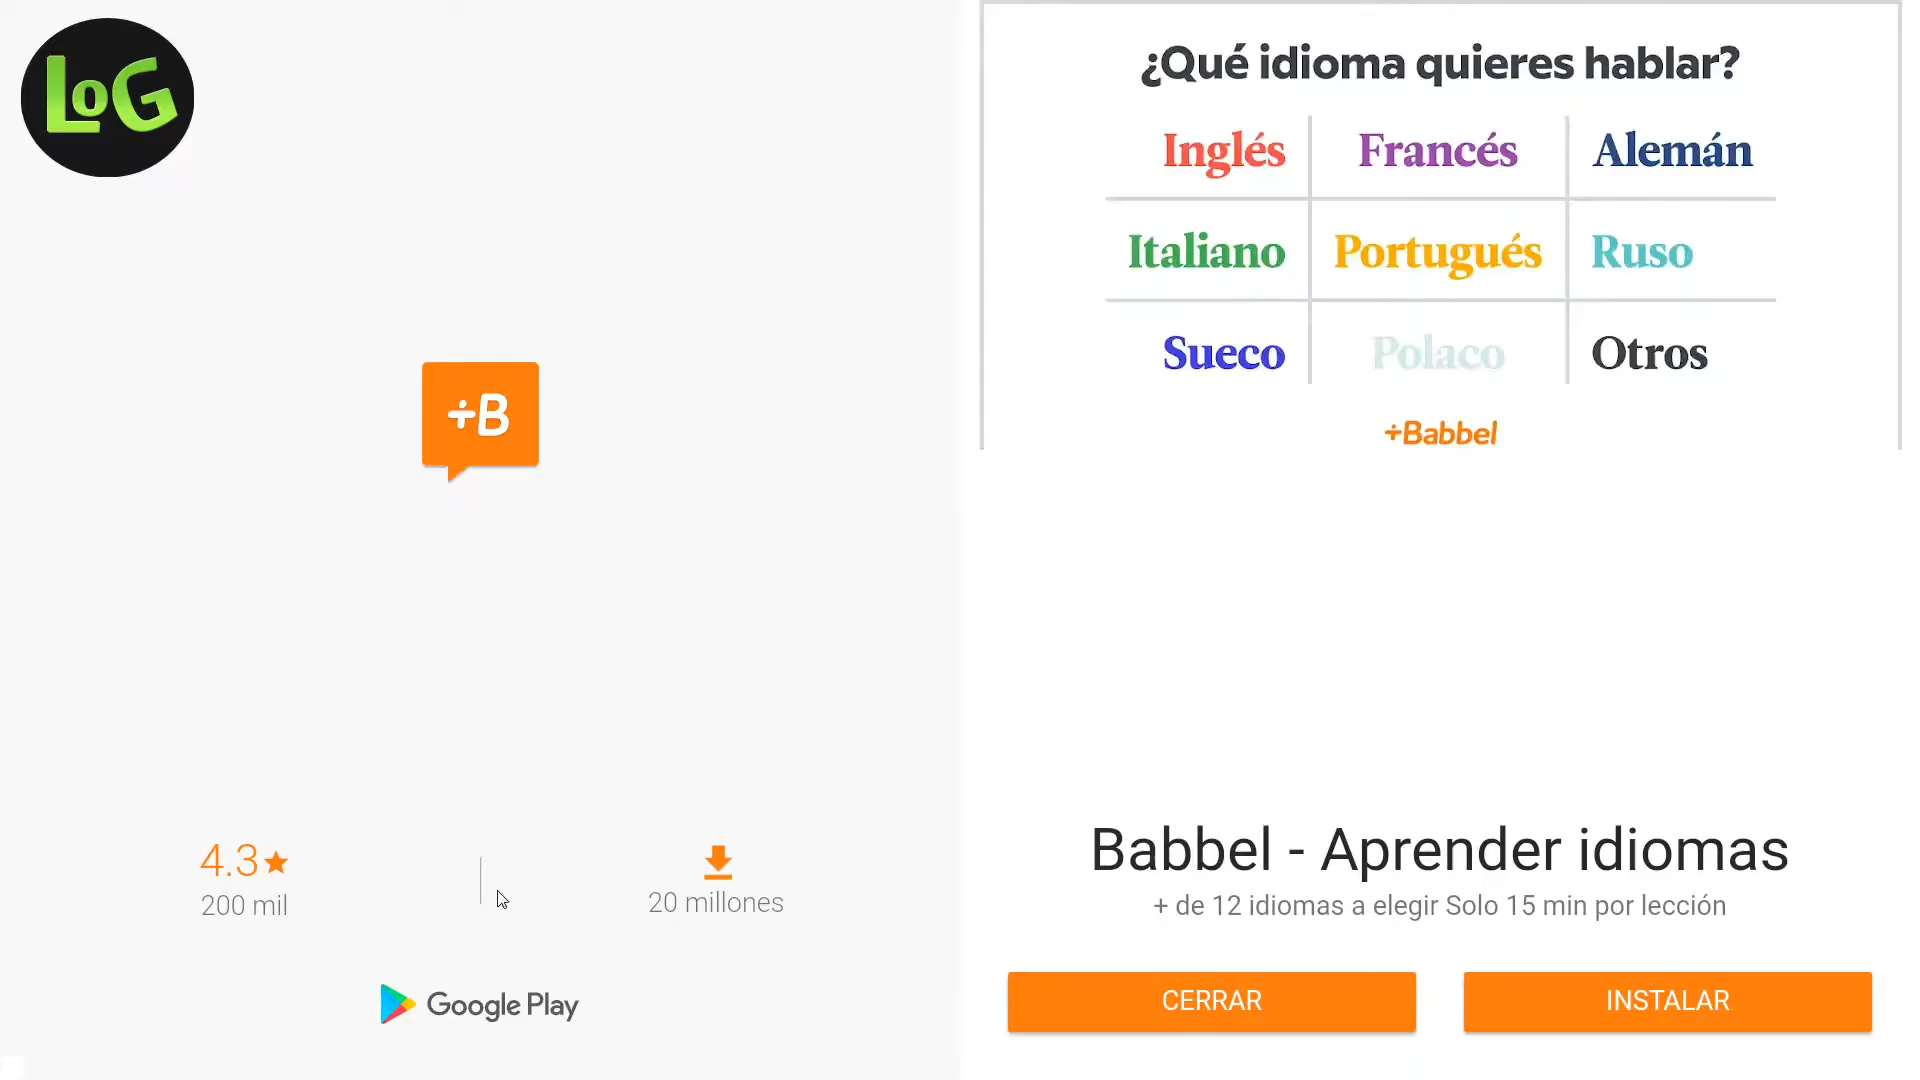 LoG
+B
4.3
200 mil
20 millones
Google Play
¿Qué idioma quieres hablar?
Inglés Francés Alemán
Italiano Portugués Ruso
Sueco Polaco Otros
+Babbel
Babbel - Aprender idiomas
+ de 12 idiomas a elegir Solo 15 min por lección
CERRAR INSTALAR